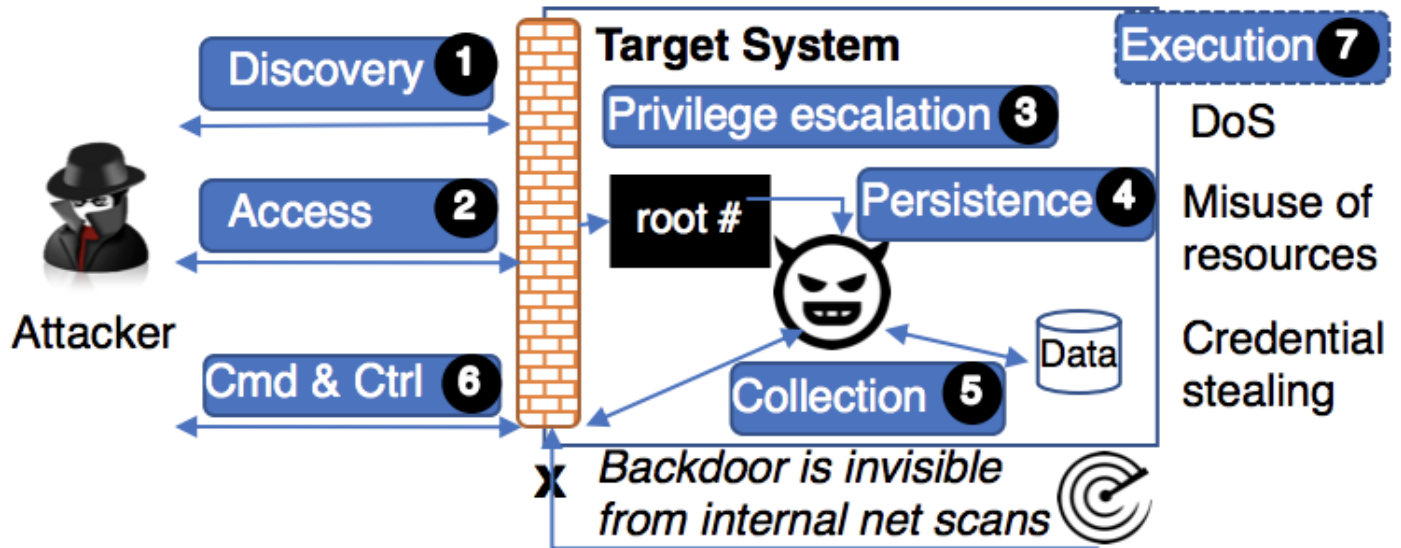 Target System
Execution 7
Discovery 1
Privilege escalation 3
DoS
Access 2
root #
Persistence 4
Misuse of
resources
Attacker
Data
Credential
stealing
Cmd & Ctrl 6
Collection 5
x Backdoor is invisible
from internal net scans